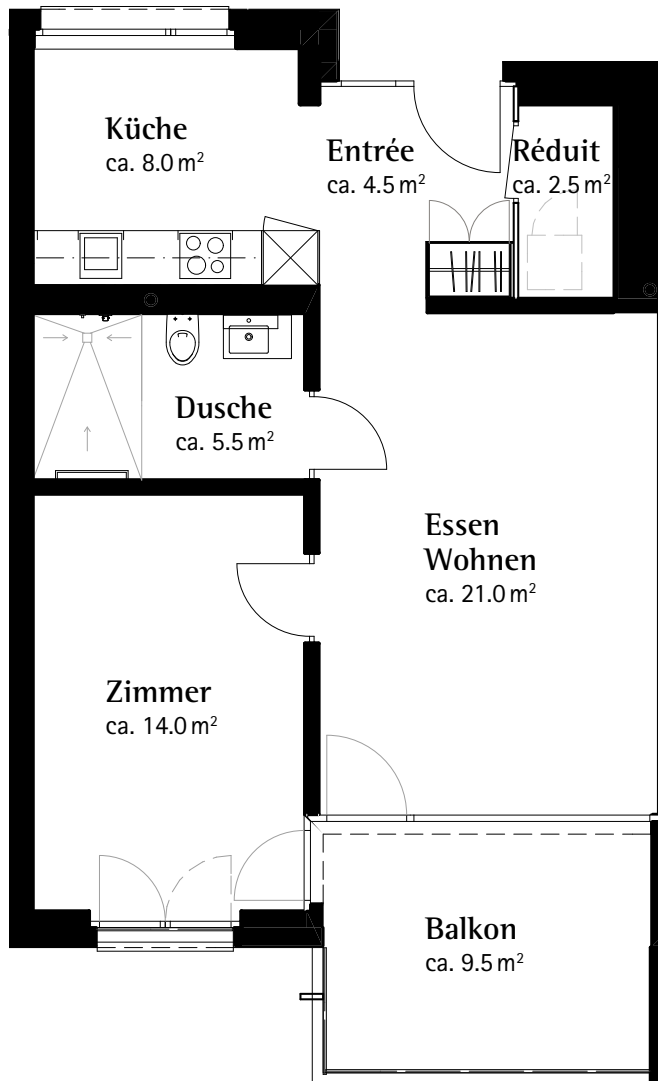 Küche
ca. 8.0 m²
Entrée
ca. 4.5 m²
Réduit
ca. 2.5 m²
Dusche
ca. 5.5 m²
Essen
Wohnen
ca. 21.0 m²
Zimmer
ca. 14.0 m²
Balkon
ca. 9.5 m²